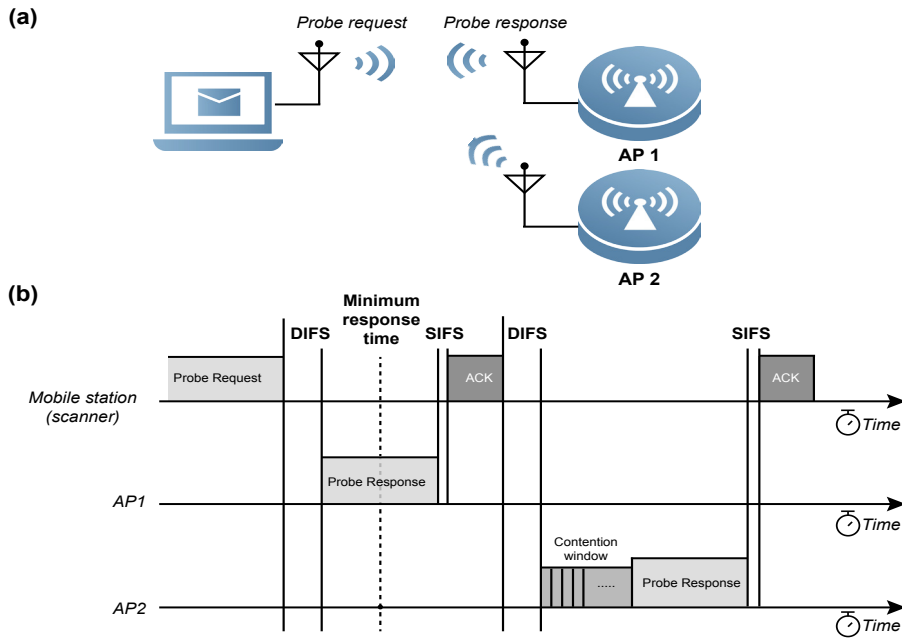 (a)
Probe request
Probe response
AP 1
AP 2
(b)
Minimum
response
time
DIFS
SIFS
DIFS
SIFS
Probe Request
ACK
ACK
Mobile station
(scanner)
Time
Probe Response
AP1
Time
Contention
window
.....
Probe Response
AP2
Time